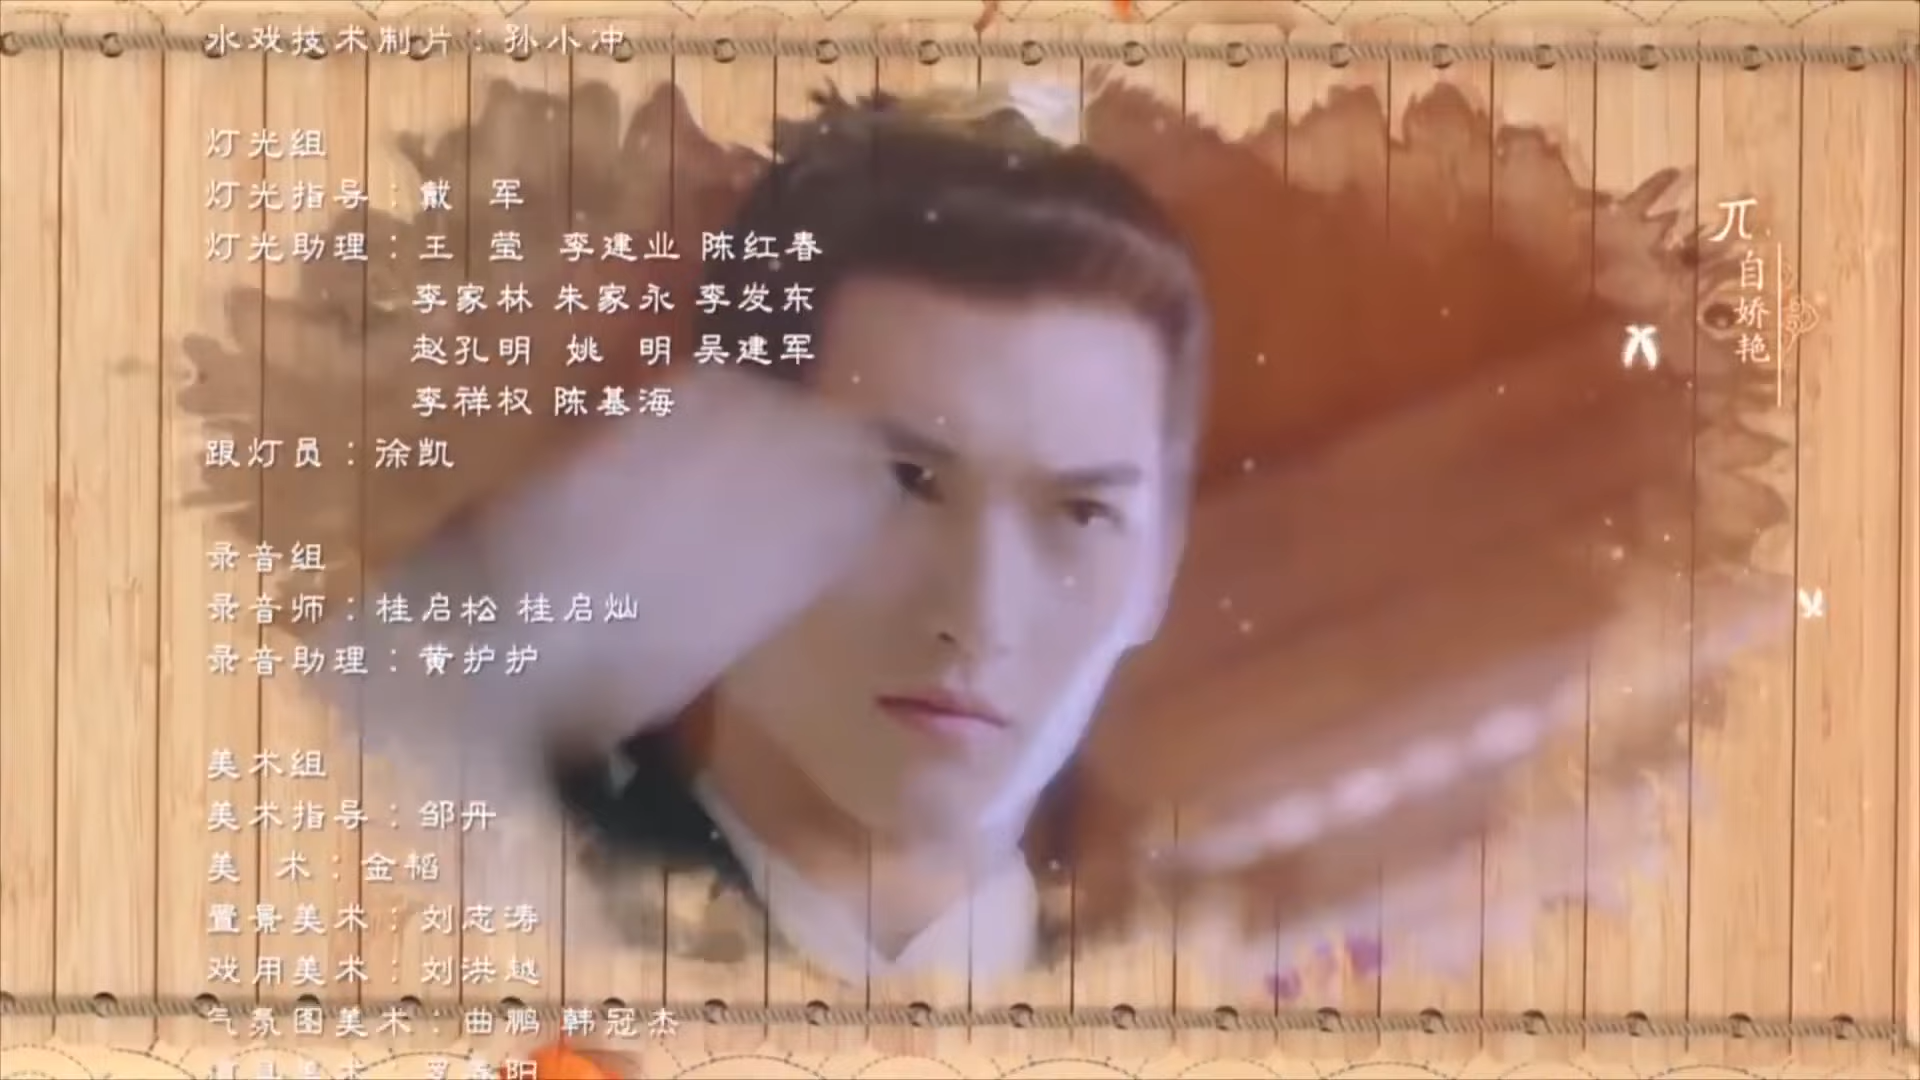 水戏技术制片：孙小冲
灯光组
灯光指导：戴 军
灯光助理：王 莹 李建业 陈红春
李家林 朱家永 李发东
赵孔明 姚 明 吴建军
李祥权 陈基海
跟灯员：徐凯
录音组
录音师：桂启松 桂启灿
录音助理：黄护护
美术组
美术指导：邹丹
美 术：金韬
置景美术：刘志涛
戏用美术：刘洪越
气氛图美术：曲鹏 韩冠杰
兀
自娇艳